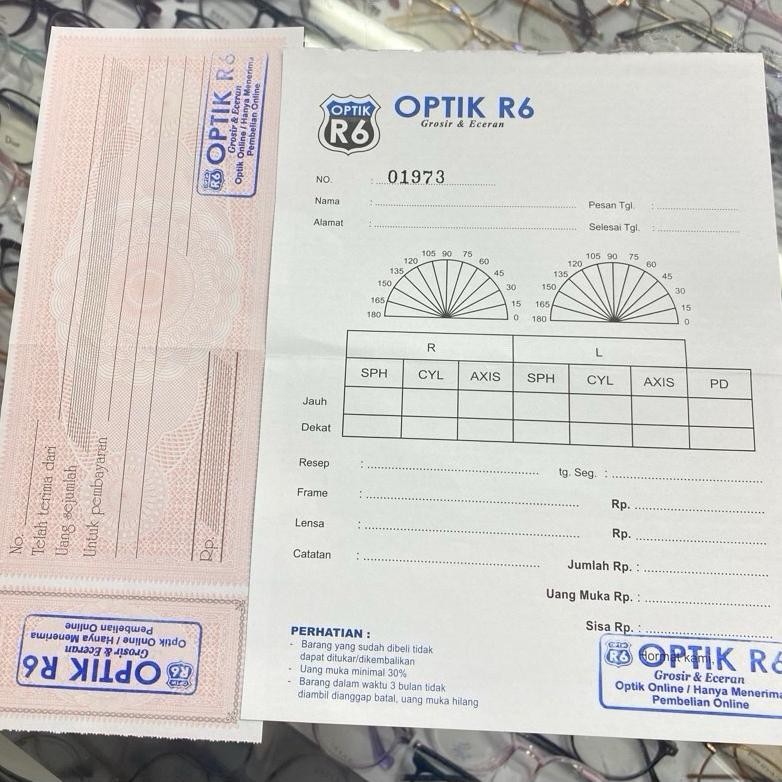 OPTIK R6
Grosir & Eceran
Optik Online / Hanya Menerima
Pembelian Online
No.
Telah terima dari
Uang sejumlah
Untuk pembayaran
Rp.
OPTIK R6
Grosir & Eceran
Optik Online / Hanya Menerima
Pembelian Online
OPTIK
R6
OPTIK R6
Grosir & Eceran
NO. : 01973
Nama : Pesan Tgl. :
Alamat : Selesai Tgl. :
105 90 75 105 90 75
120 60 120 60
135 45 135 45
150 30 150 30
165 15 165 15
180 0 180 0
R L
SPH CYL AXIS SPH CYL AXIS PD
Jauh
Dekat
Resep : tg. Seg. :
Frame : Rp.
Lensa : Rp.
Catatan : Jumlah Rp. :
Uang Muka Rp. :
Sisa Rp. :
PERHATIAN :
- Barang yang sudah dibeli tidak
dapat ditukar/dikembalikan
- Uang muka minimal 30%
- Barang dalam waktu 3 bulan tidak
diambil dianggap batal, uang muka hilang
Hormat Kami,
R6 OPTIK R6
Grosir & Eceran
Optik Online / Hanya Menerima
Pembelian Online